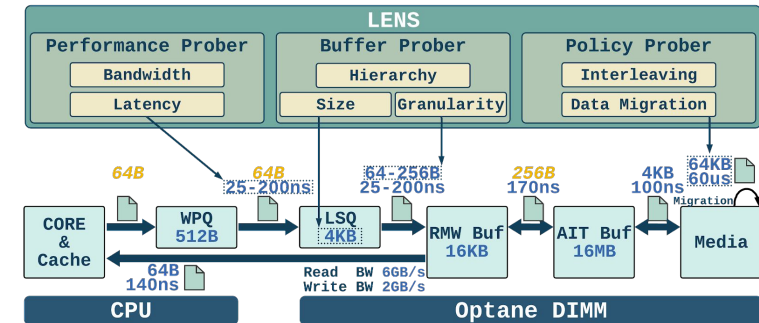 LENS
Performance Prober
Bandwidth
Latency
Buffer Prober
Hierarchy
Size
Granularity
Policy Prober
Interleaving
Data Migration
64B
64B
25-200ns
64-256B
25-200ns
256B
170ns
4KB
100ns
64KB
60us
Migration
CORE
&
Cache
WPQ
512B
LSQ
4KB
RMW Buf
16KB
AIT Buf
16MB
Media
64B
140ns
Read BW 6GB/s
Write BW 2GB/s
CPU
Optane DIMM